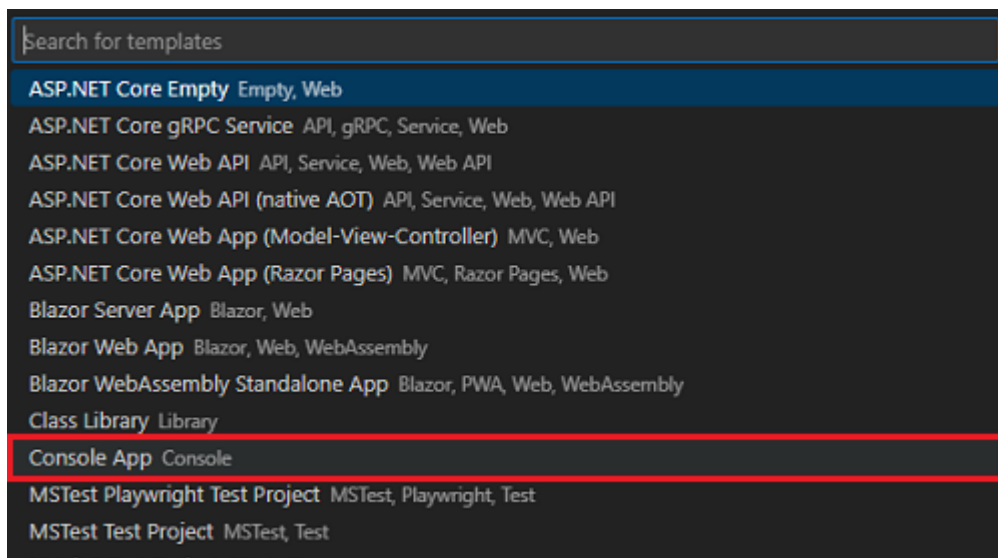 Search for templates
ASP.NET Core Empty Empty, Web
ASP.NET Core gRPC Service API, gRPC, Service, Web
ASP.NET Core Web API API, Service, Web, Web API
ASP.NET Core Web API (native AOT) API, Service, Web, Web API
ASP.NET Core Web App (Model-View-Controller) MVC, Web
ASP.NET Core Web App (Razor Pages) MVC, Razor Pages, Web
Blazor Server App Blazor, Web
Blazor Web App Blazor, Web, WebAssembly
Blazor WebAssembly Standalone App Blazor, PWA, Web, WebAssembly
Class Library Library
Console App Console
MSTest Playwright Test Project MSTest, Playwright, Test
MSTest Test Project MSTest, Test